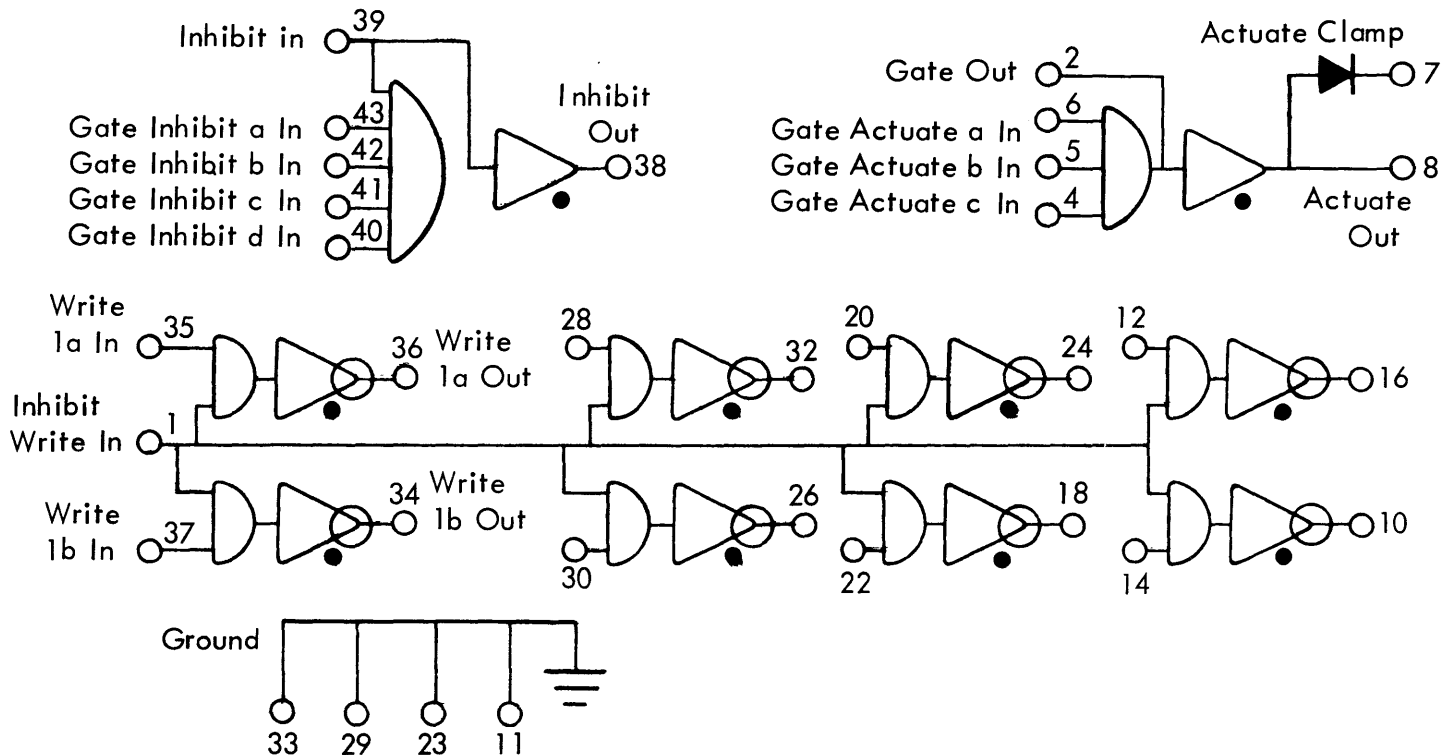 39
Inhibit in
43
Gate Inhibit a In
42
Gate Inhibit b In
41
Gate Inhibit c In
40
Gate Inhibit d In
Inhibit
Out
38
Actuate Clamp
7
2
Gate Out
6
Gate Actuate a In
5
Gate Actuate b In
4
Gate Actuate c In
8
Actuate
Out
Write
1a In
35
36
Write
1a Out
28
32
20
24
12
16
Inhibit
Write In
1
Write
1b In
37
34
Write
1b Out
26
30
18
22
10
14
Ground
33
29
23
11